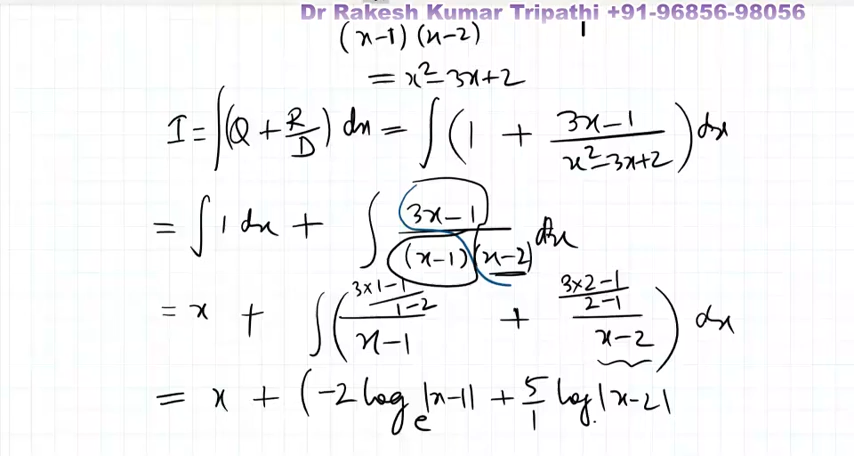 Dr Rakesh Kumar Tripathi +91-96856-98056
(x-1) (x-2) 1
= x²-3x+2
I = ∫(Q + R/D) dx = ∫(1 + (3x-1)/(x²-3x+2)) dx
= ∫ 1 dx + ∫ (3x-1)/((x-1)(x-2)) dx
= x + ∫( ((3×1-1)/(1-2))/(x-1) + ((3×2-1)/(2-1))/(x-2) ) dx
= x + (-2 log_e |x-1| + 5/1 log. |x-2|